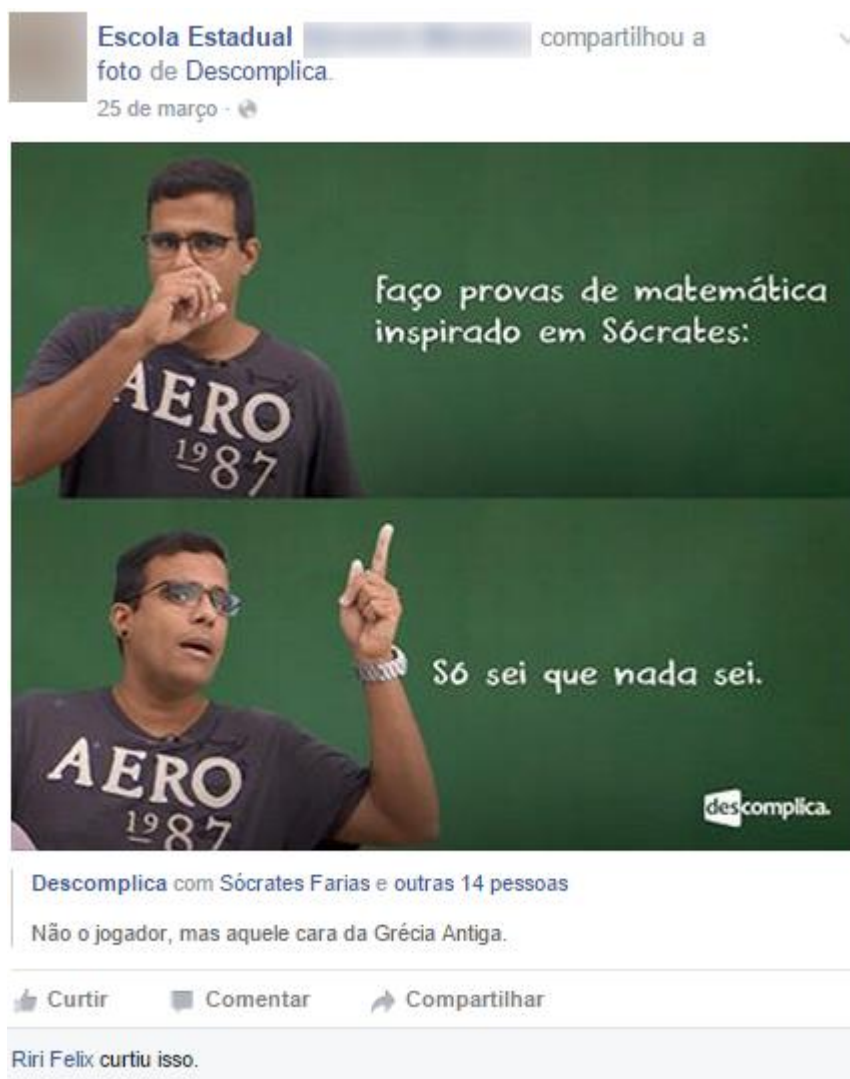 Escola Estadual compartilhou a
foto de Descomplica.
25 de março
AERO
1987
Faço provas de matemática
inspirado em Sócrates:
AERO
1987
Só sei que nada sei.
descomplica.
Descomplica com Sócrates Farias e outras 14 pessoas
Não o jogador, mas aquele cara da Grécia Antiga.
Curtir Comentar Compartilhar
Riri Felix curtiu isso.